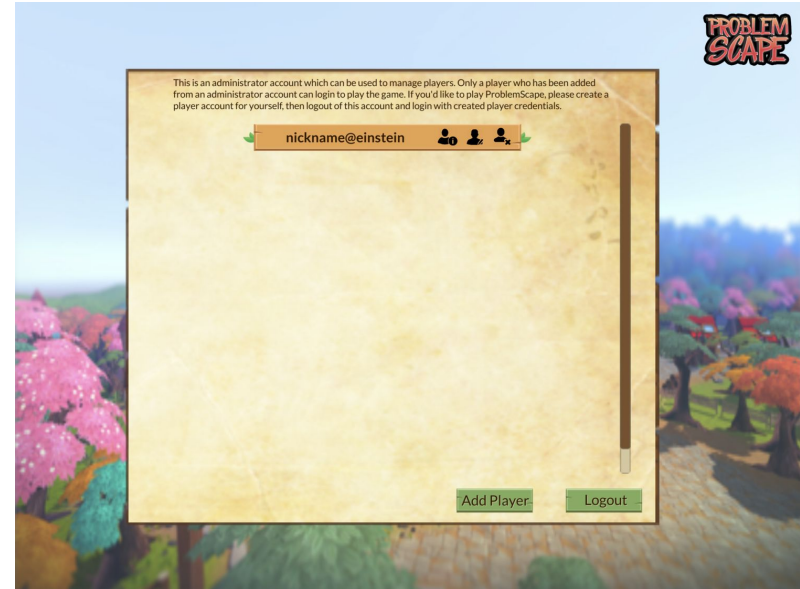 PROBLEM
SCAPE
This is an administrator account which can be used to manage players. Only a player who has been added
from an administrator account can login to play the game. If you'd like to play ProblemScape, please create a
player account for yourself, then logout of this account and login with created player credentials.
nickname@einstein
Add Player
Logout